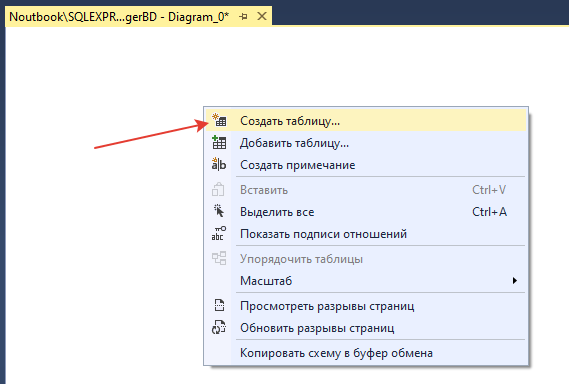 Noutbook\SQLEXPR...gerBD - Diagram_0*
Создать таблицу...
Добавить таблицу...
Создать примечание
Вставить Ctrl+V
Выделить все Ctrl+A
Показать подписи отношений
Упорядочить таблицы
Масштаб
Просмотреть разрывы страниц
Обновить разрывы страниц
Копировать схему в буфер обмена